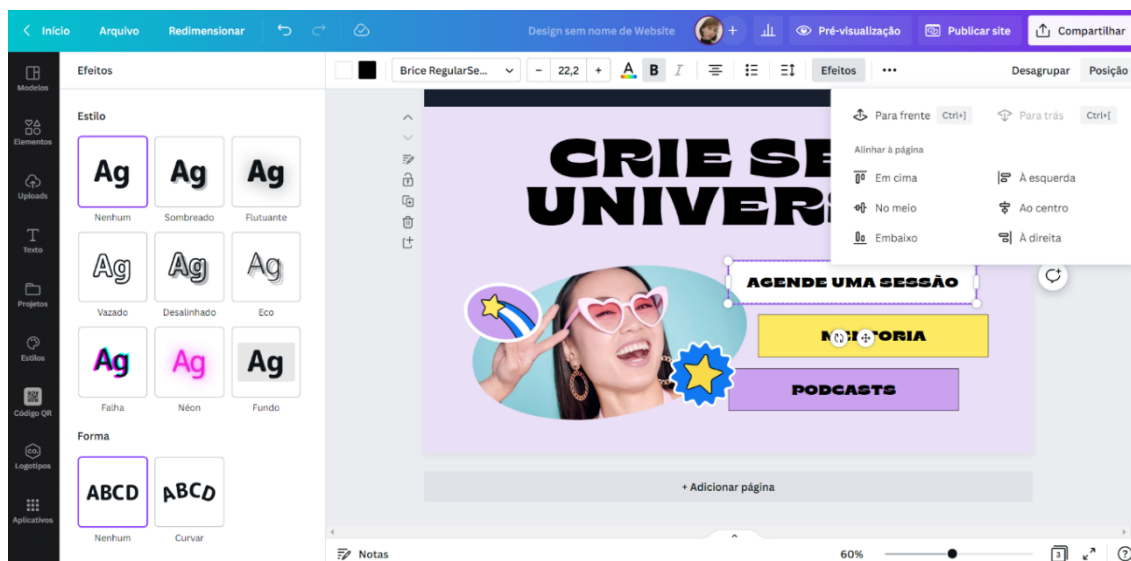 Início Arquivo Redimensionar Design sem nome de Website + Pré-visualização Publicar site Compartilhar
Modelos
Elementos
Uploads
Texto
Projetos
Estilos
Código QR
CO.
Logotipos
Aplicativos
Efeitos
Estilo
Ag Ag Ag
Nenhum Sombreado Flutuante
Ag Ag Ag
Vazado Desalinhado Eco
Ag Ag Ag
Falha Néon Fundo
Forma
ABCD ABCD
Nenhum Curvar
Brice RegularSe... - 22,2 + A B I Efeitos ... Desagrupar Posição
Para frente Ctrl+] Para trás Ctrl+[
Alinhar à página
Em cima À esquerda
No meio Ao centro
Embaixo À direita
CRIE SE
UNIVER
AGENDE UMA SESSÃO
PODCASTS
+ Adicionar página
Notas 60% 3 ?